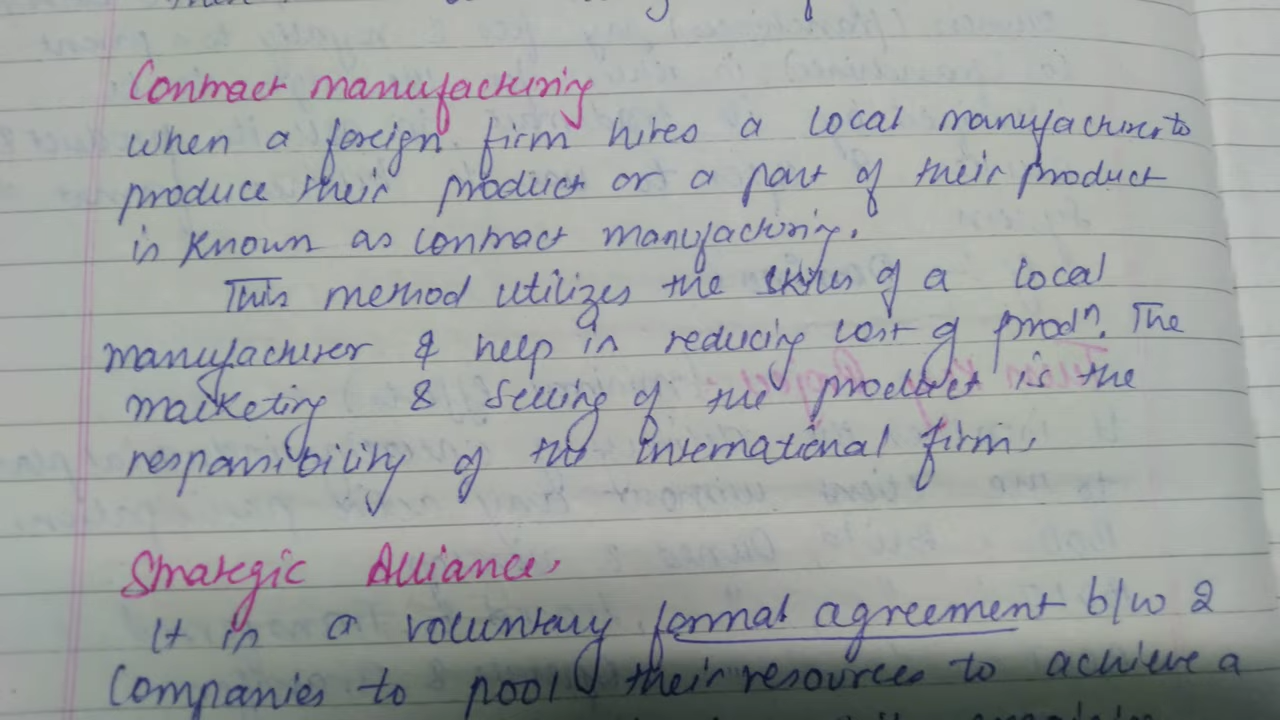 Contract manufacturing
When a foreign firm hires a local manufacturer to
produce their product or a part of their product
is known as contract manufacturing.
This method utilizes the skills of a local
manufacturer & help in reducing cost of prodn. The
marketing & selling of the product is the
responsibility of the international firm.
Strategic Alliance.
It is a voluntary formal agreement b/w 2
Companies to pool their resources to achieve a